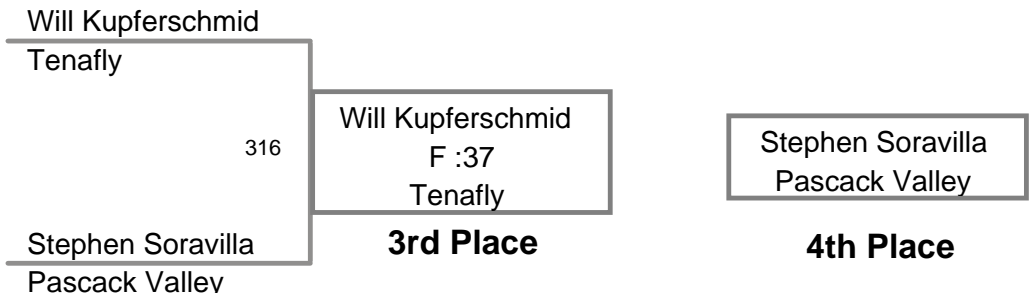 Will Kupferschmid
Tenafly
316
Will Kupferschmid
F :37
Tenafly
3rd Place
Stephen Soravilla
Pascack Valley
4th Place
Stephen Soravilla
Pascack Valley